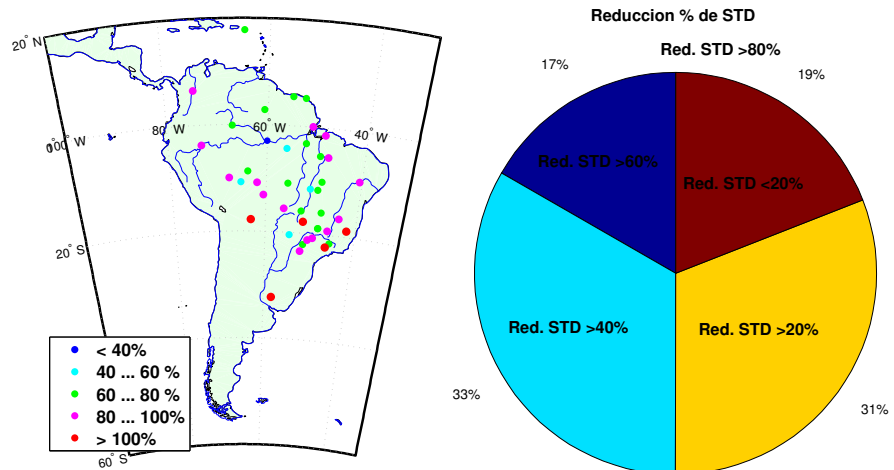 20° N
100° W
80° W
60° W
40° W
20° S
60° S
< 40%
40 ... 60 %
60 ... 80 %
80 ... 100%
> 100%
Reduccion % de STD
Red. STD >80%
17%
19%
Red. STD >60%
Red. STD <20%
Red. STD >40%
Red. STD >20%
33%
31%